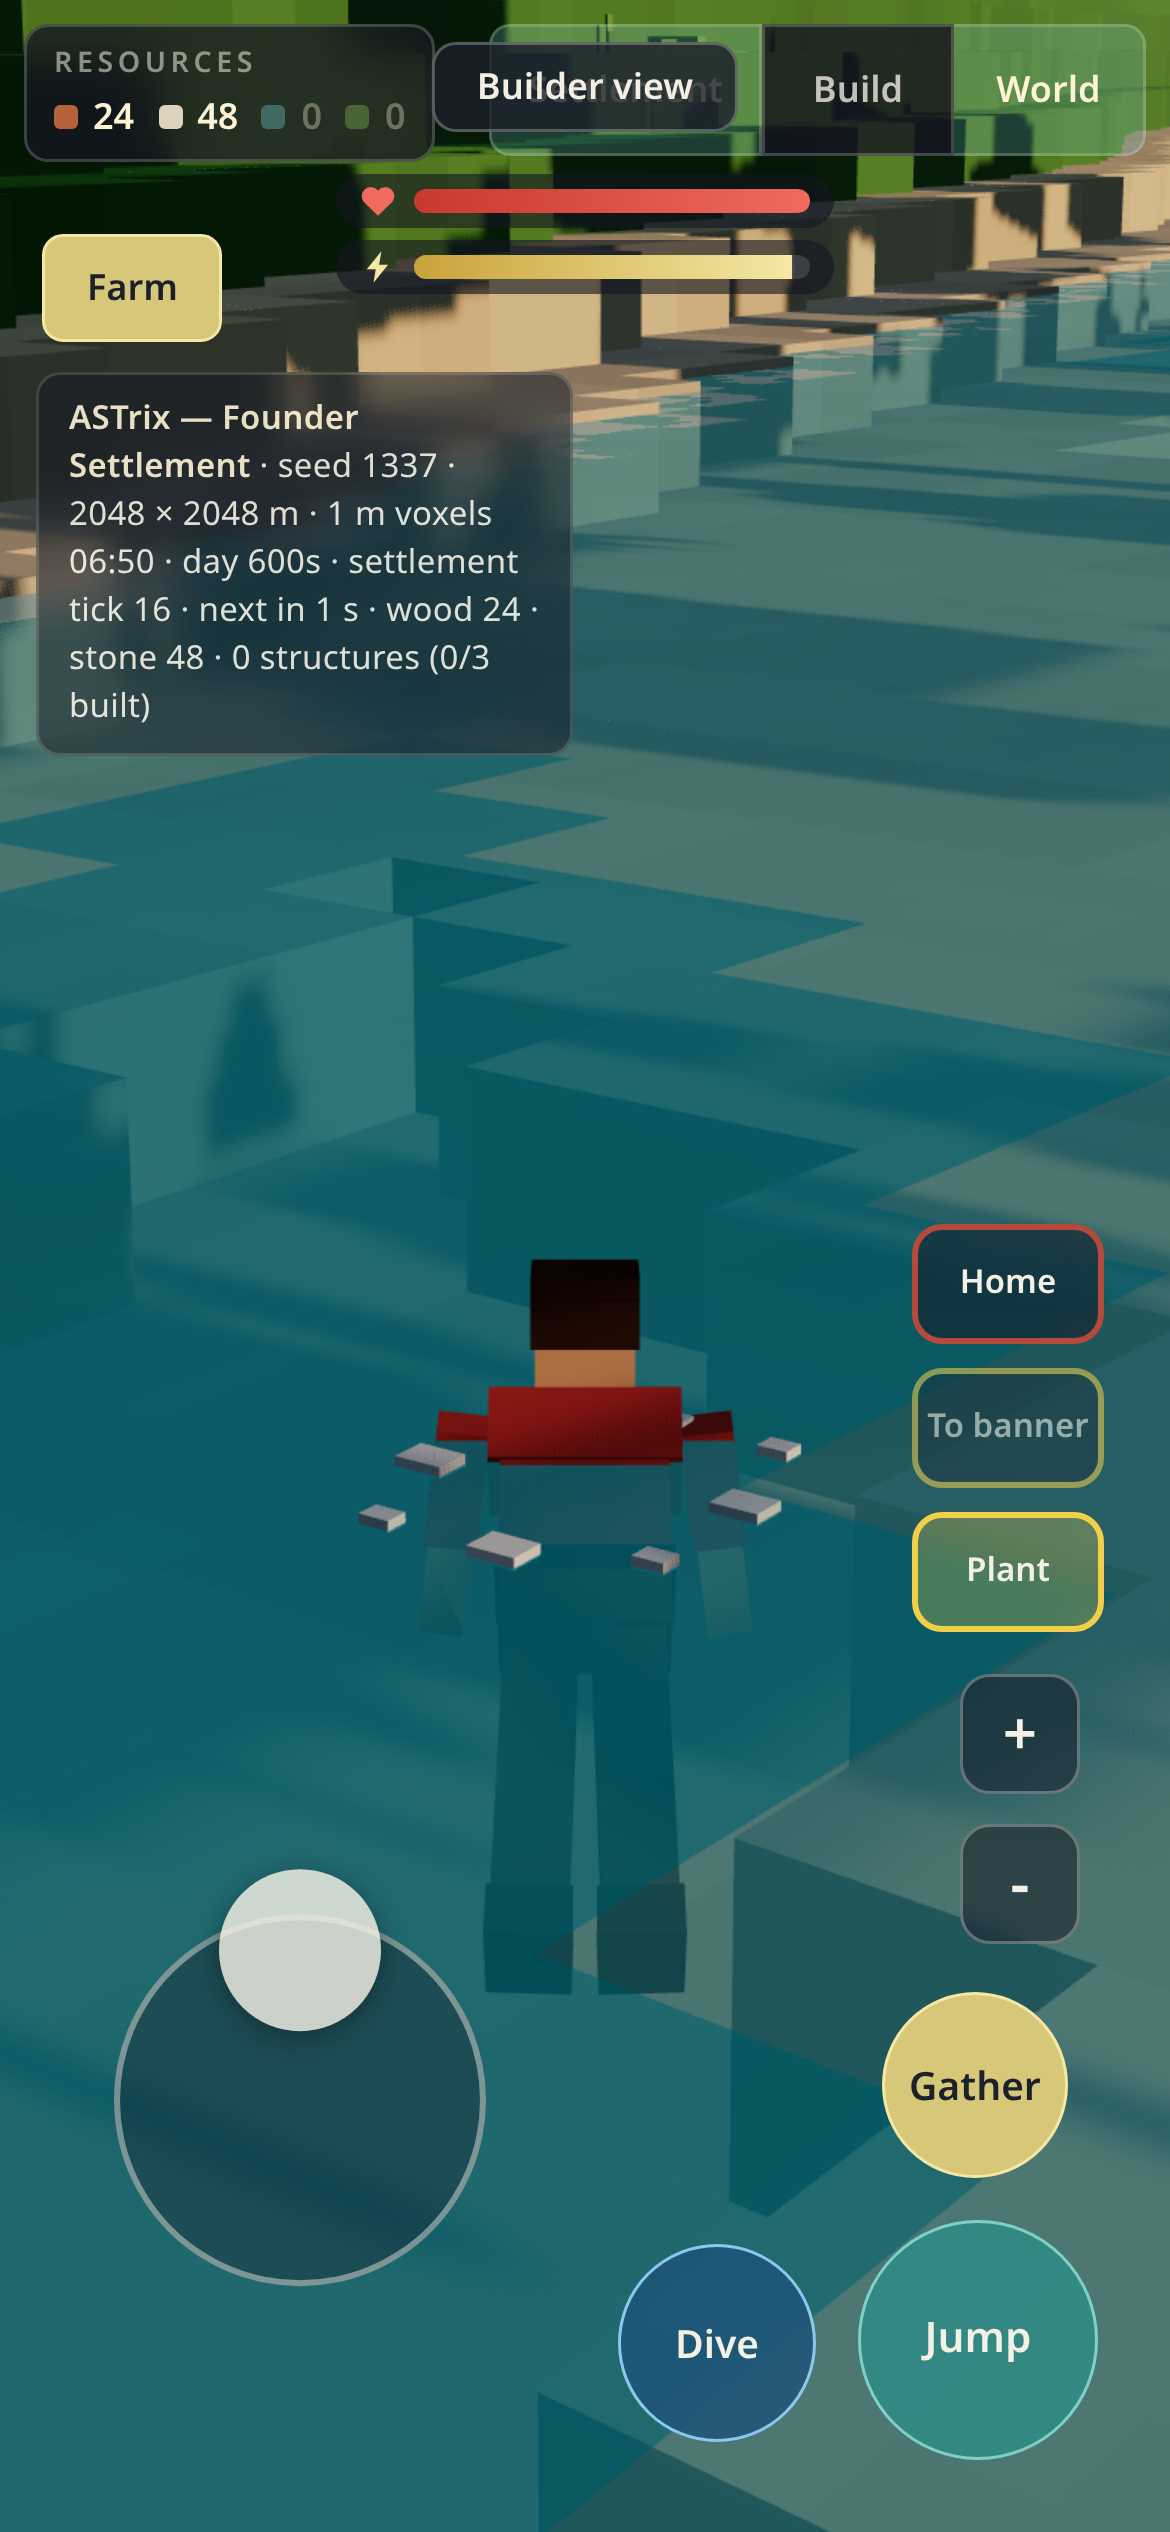 RESOURCES
24 48 0 0
Builder view
Build
World
Farm
ASTrix — Founder
Settlement · seed 1337 ·
2048 × 2048 m · 1 m voxels
06:50 · day 600s · settlement
tick 16 · next in 1 s · wood 24 ·
stone 48 · 0 structures (0/3
built)
Home
To banner
Plant
+
-
Gather
Dive
Jump